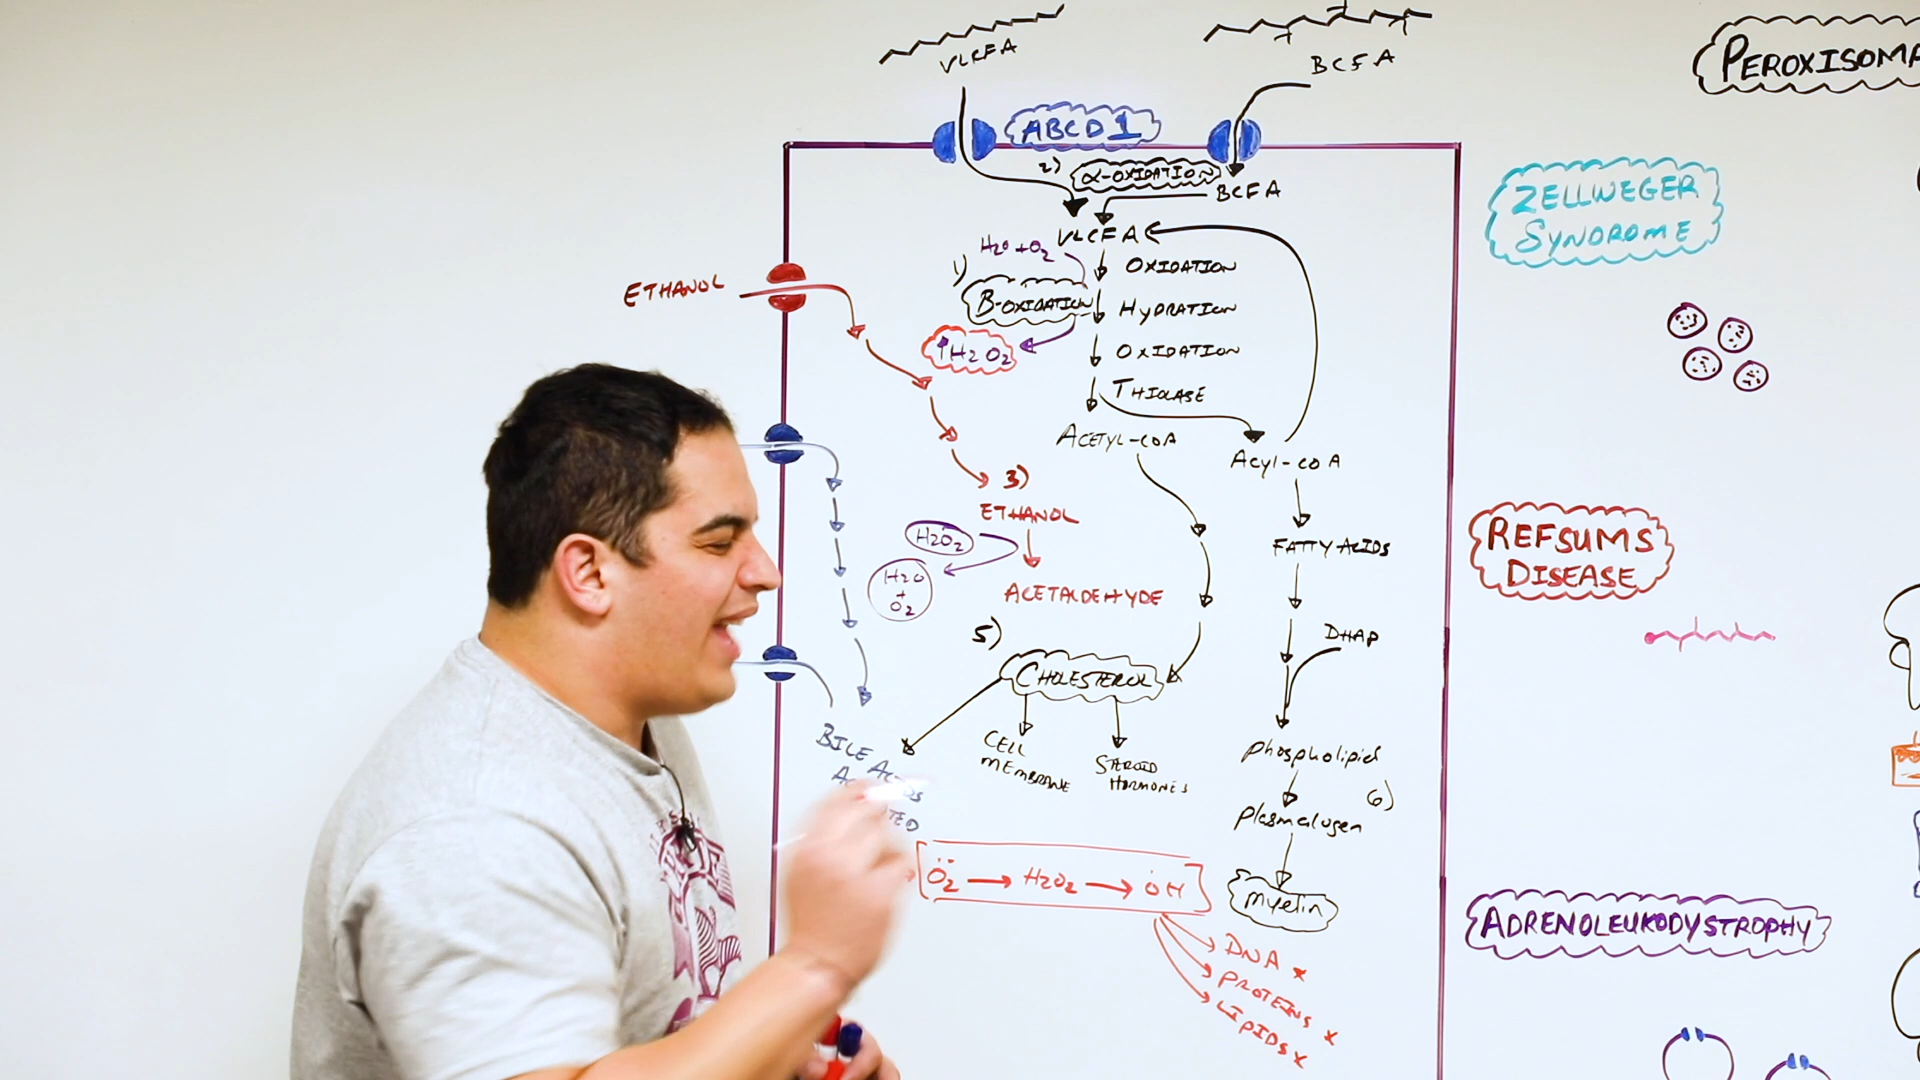 VLCFA
BCFA
PEROXISOMA
ABCD1
2)
α-OXIDATION
BCFA
ZELLWEGER
SYNDROME
VLCFA
H2O + O2
1)
OXIDATION
ETHANOL
B-OXIDATION
HYDRATION
↑H2O2
OXIDATION
THIOLASE
ACETYL-COA
ACYL-COA
3)
ETHANOL
H2O2
H2O
+
O2
ACETALDEHYDE
FATTY ACIDS
REFSUMS
DISEASE
5)
DHAP
CHOLESTEROL
BILE ACIDS
CELL
MEMBRANE
STEROID
HORMONES
phospholipid
6)
plasmalogen
O2 → H2O2 → OH
myelin
ADRENOLEUKODYSTROPHY
DNA x
PROTEINS x
LIPIDS x